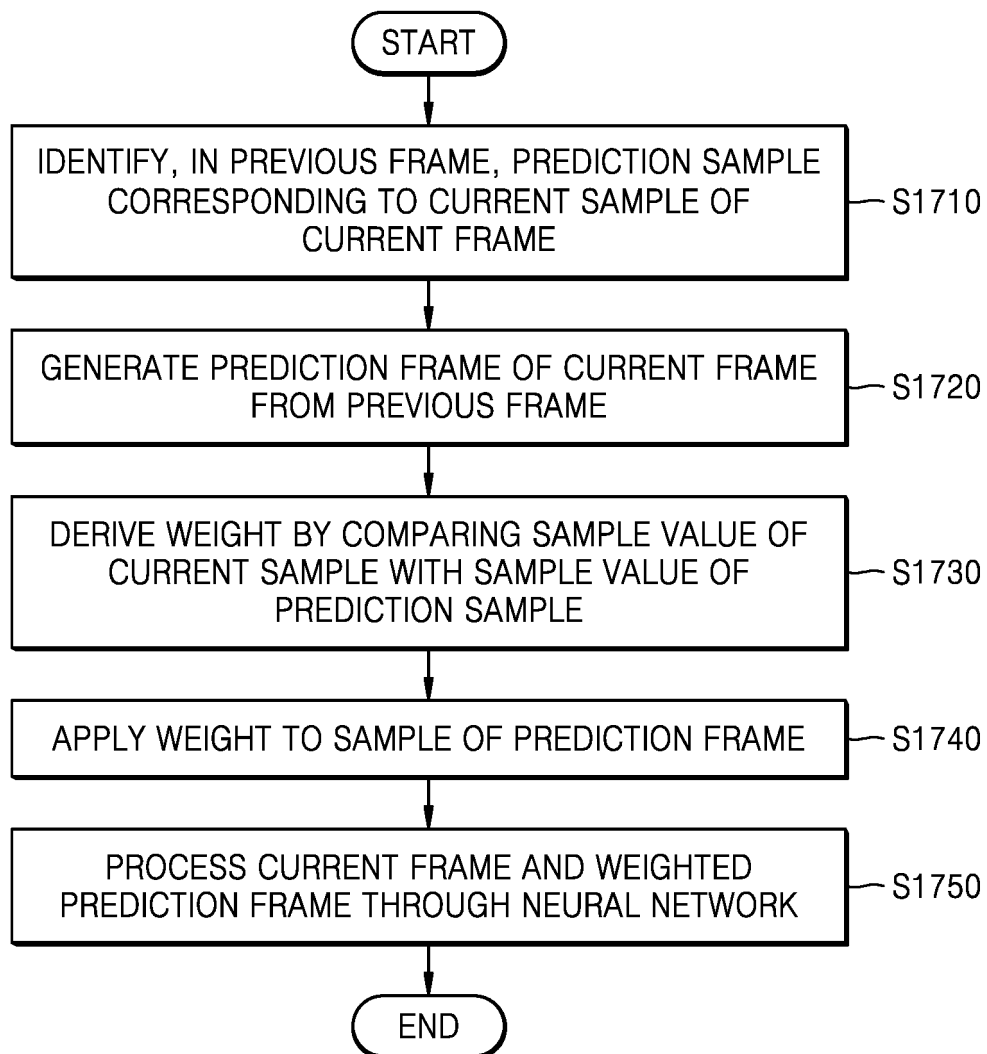 START
IDENTIFY, IN PREVIOUS FRAME, PREDICTION SAMPLE
CORRESPONDING TO CURRENT SAMPLE OF
CURRENT FRAME
S1710
GENERATE PREDICTION FRAME OF CURRENT FRAME
FROM PREVIOUS FRAME
S1720
DERIVE WEIGHT BY COMPARING SAMPLE VALUE OF
CURRENT SAMPLE WITH SAMPLE VALUE OF
PREDICTION SAMPLE
S1730
APPLY WEIGHT TO SAMPLE OF PREDICTION FRAME
S1740
PROCESS CURRENT FRAME AND WEIGHTED
PREDICTION FRAME THROUGH NEURAL NETWORK
S1750
END